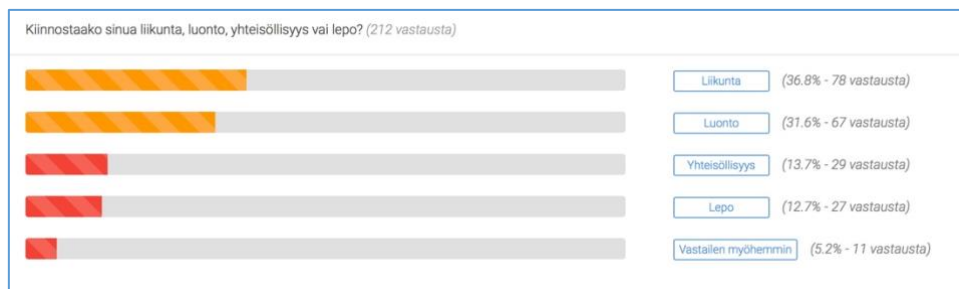 Kiinnostaako sinua liikunta, luonto, yhteisöllisyys vai lepo? (212 vastausta)
Liikunta (36.8% - 78 vastausta)
Luonto (31.6% - 67 vastausta)
Yhteisöllisyys (13.7% - 29 vastausta)
Lepo (12.7% - 27 vastausta)
Vastailen myöhemmin (5.2% - 11 vastausta)